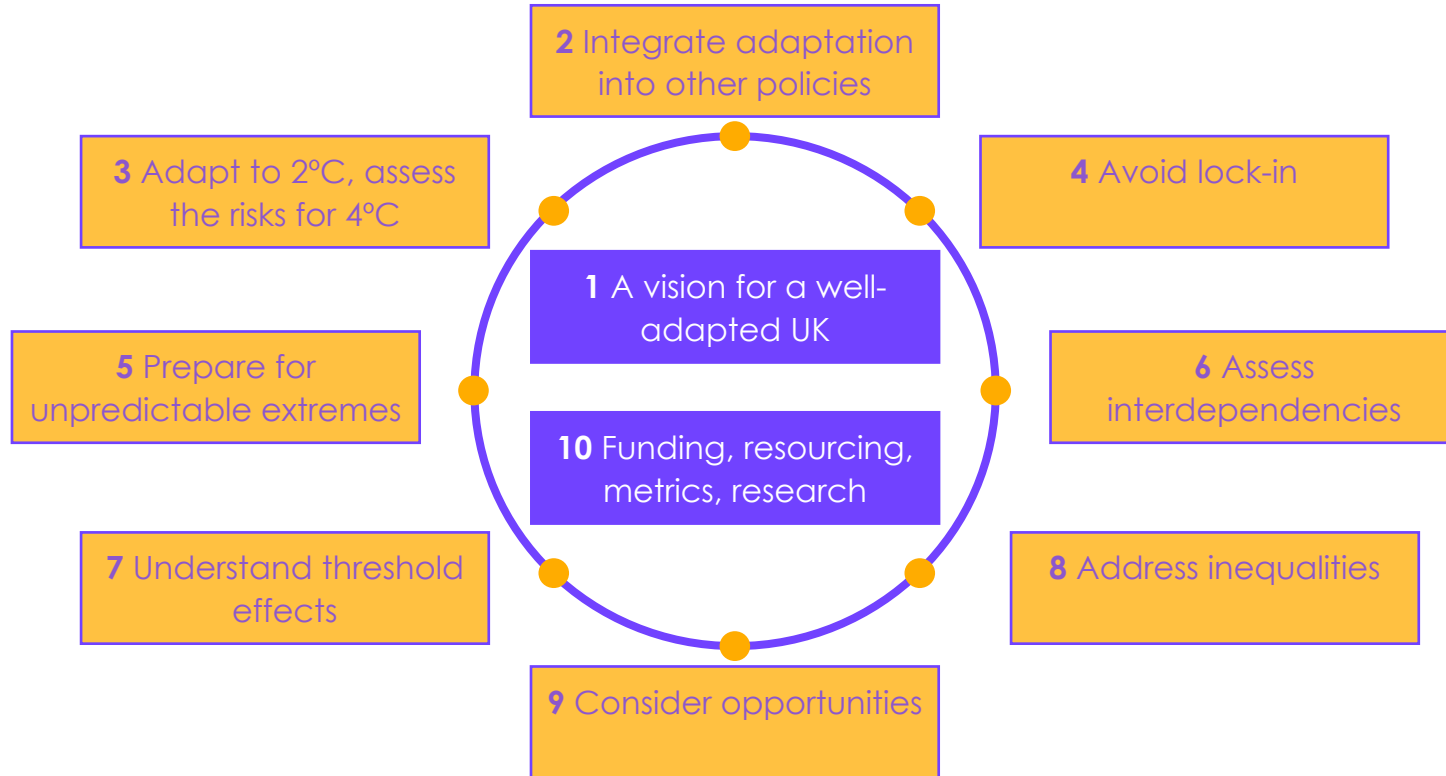 2 Integrate adaptation
into other policies
3 Adapt to 2ºC, assess
the risks for 4ºC
4 Avoid lock-in
1 A vision for a well-
adapted UK
5 Prepare for
unpredictable extremes
6 Assess
interdependencies
10 Funding, resourcing,
metrics, research
7 Understand threshold
effects
8 Address inequalities
9 Consider opportunities